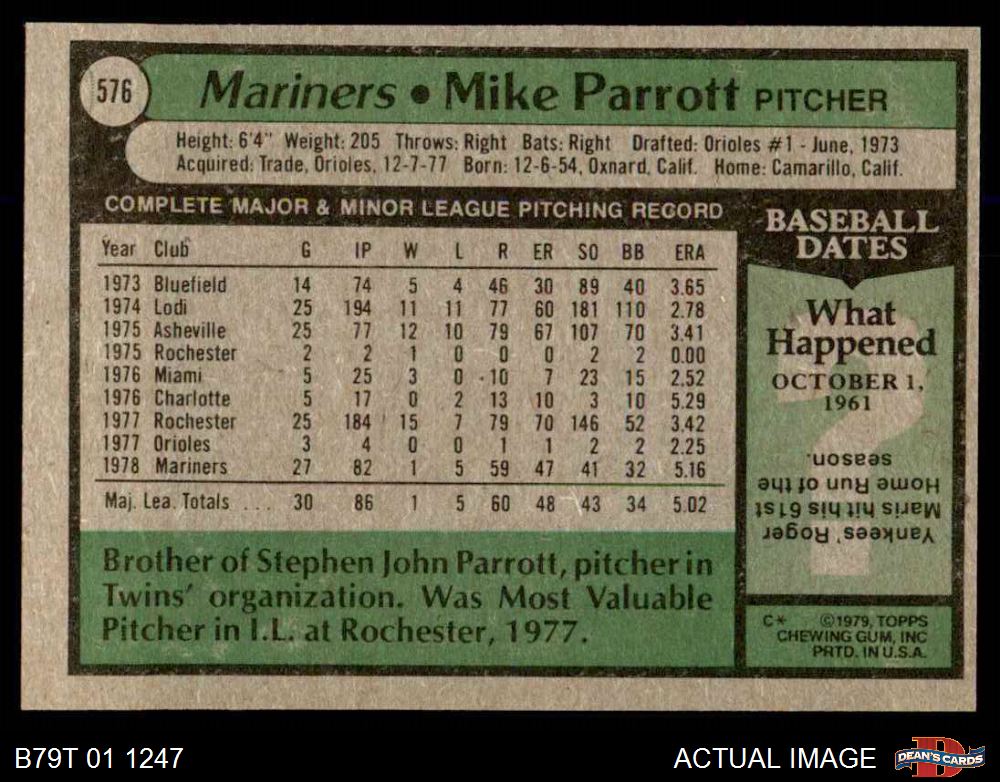 576
Mariners • Mike Parrott PITCHER
Height: 6'4" Weight: 205 Throws: Right Bats: Right Drafted: Orioles #1 - June, 1973
Acquired: Trade, Orioles, 12-7-77 Born: 12-6-54, Oxnard, Calif. Home: Camarillo, Calif.
COMPLETE MAJOR & MINOR LEAGUE PITCHING RECORD
Year Club G IP W L R ER SO BB ERA
1973 Bluefield 14 74 5 4 46 30 89 40 3.65
1974 Lodi 25 194 11 11 77 60 181 110 2.78
1975 Asheville 25 77 12 10 79 67 107 70 3.41
1975 Rochester 2 2 1 0 0 0 2 2 0.00
1976 Miami 5 25 3 0 10 7 23 15 2.52
1976 Charlotte 5 17 0 2 13 10 3 10 5.29
1977 Rochester 25 184 15 7 79 70 146 52 3.42
1977 Orioles 3 4 0 0 1 1 2 2 2.25
1978 Mariners 27 82 1 5 59 47 41 32 5.16
Maj. Lea. Totals ... 30 86 1 5 60 48 43 34 5.02
Brother of Stephen John Parrott, pitcher in
Twins' organization. Was Most Valuable
Pitcher in I.L. at Rochester, 1977.
BASEBALL
DATES
What
Happened
OCTOBER 1,
1961
?
Yankees' Roger
Maris hit his 61st
Home Run of the
season.
C* ©1979, TOPPS
CHEWING GUM, INC
PRTD. IN U.S.A.
B79T 01 1247
ACTUAL IMAGE
D
DEAN'S CARDS